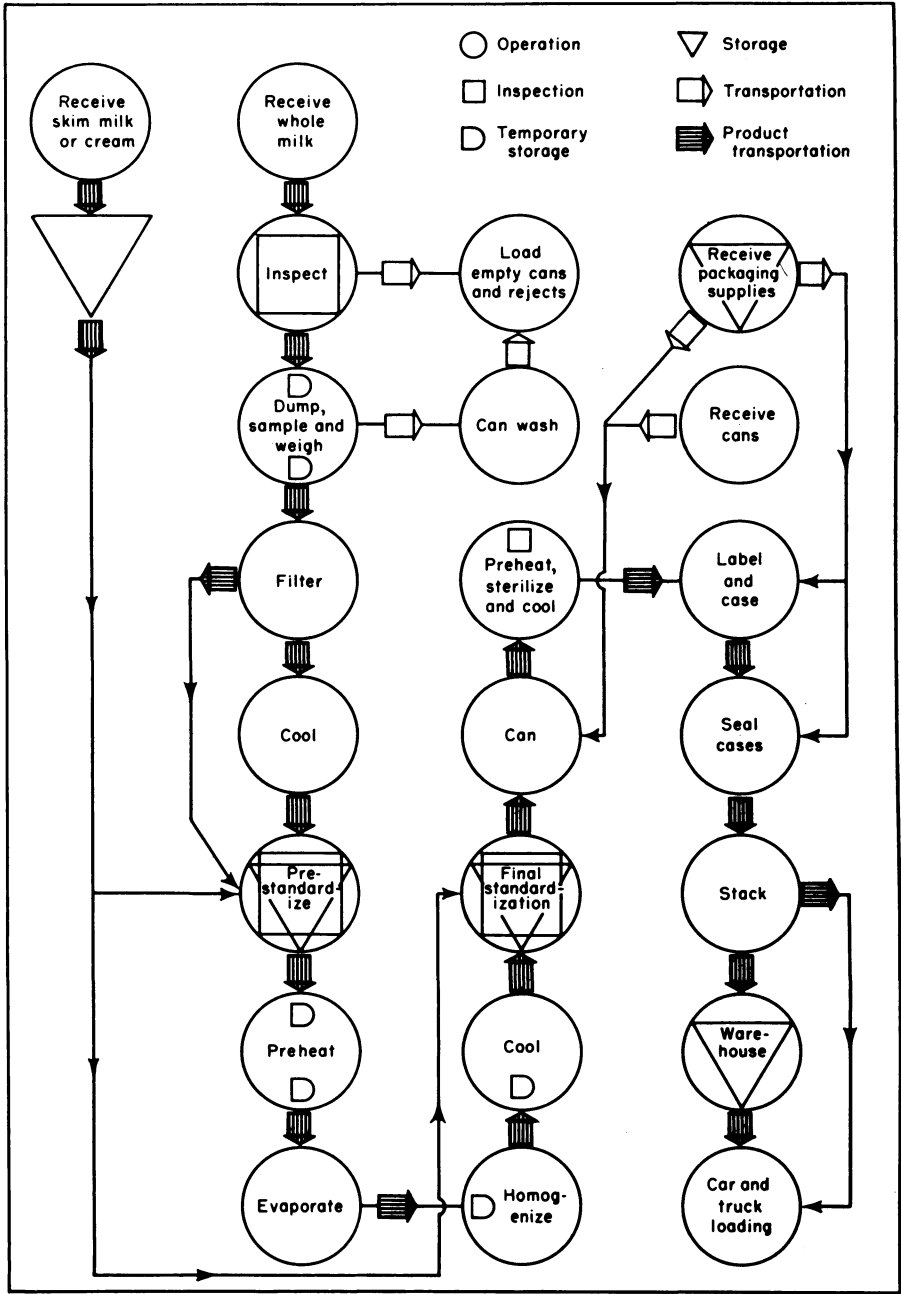 Operation
Storage
Inspection
Transportation
Temporary
storage
Product
transportation
Receive
skim milk
or cream
Receive
whole
milk
Inspect
Load
empty cans
and rejects
Receive
packaging
supplies
Dump,
sample and
weigh
Can wash
Receive
cans
Filter
Preheat,
sterilize
and cool
Label
and
case
Cool
Can
Seal
cases
Pre-
standard-
ize
Final
standard-
ization
Stack
Preheat
Cool
Ware-
house
Evaporate
Homog-
enize
Car and
truck
loading